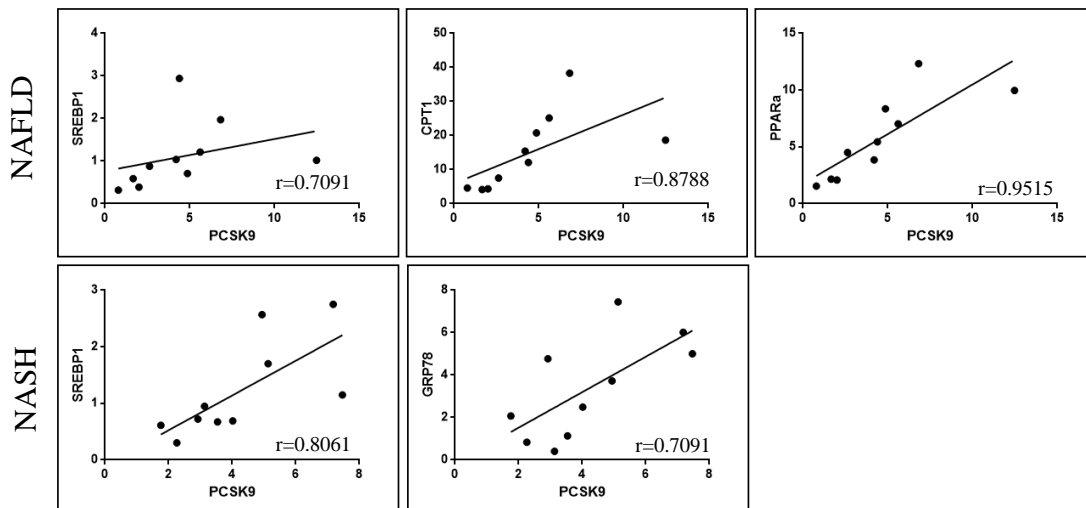 NAFLD
SREBP1
4
3
2
1
0
0 5 10 15
PCSK9
r=0.7091
CPT1
50
40
30
20
10
0
0 5 10 15
PCSK9
r=0.8788
PPARa
15
10
5
0
0 5 10 15
PCSK9
r=0.9515
NASH
SREBP1
3
2
1
0
0 2 4 6 8
PCSK9
r=0.8061
GRP78
8
6
4
2
0
0 2 4 6 8
PCSK9
r=0.7091